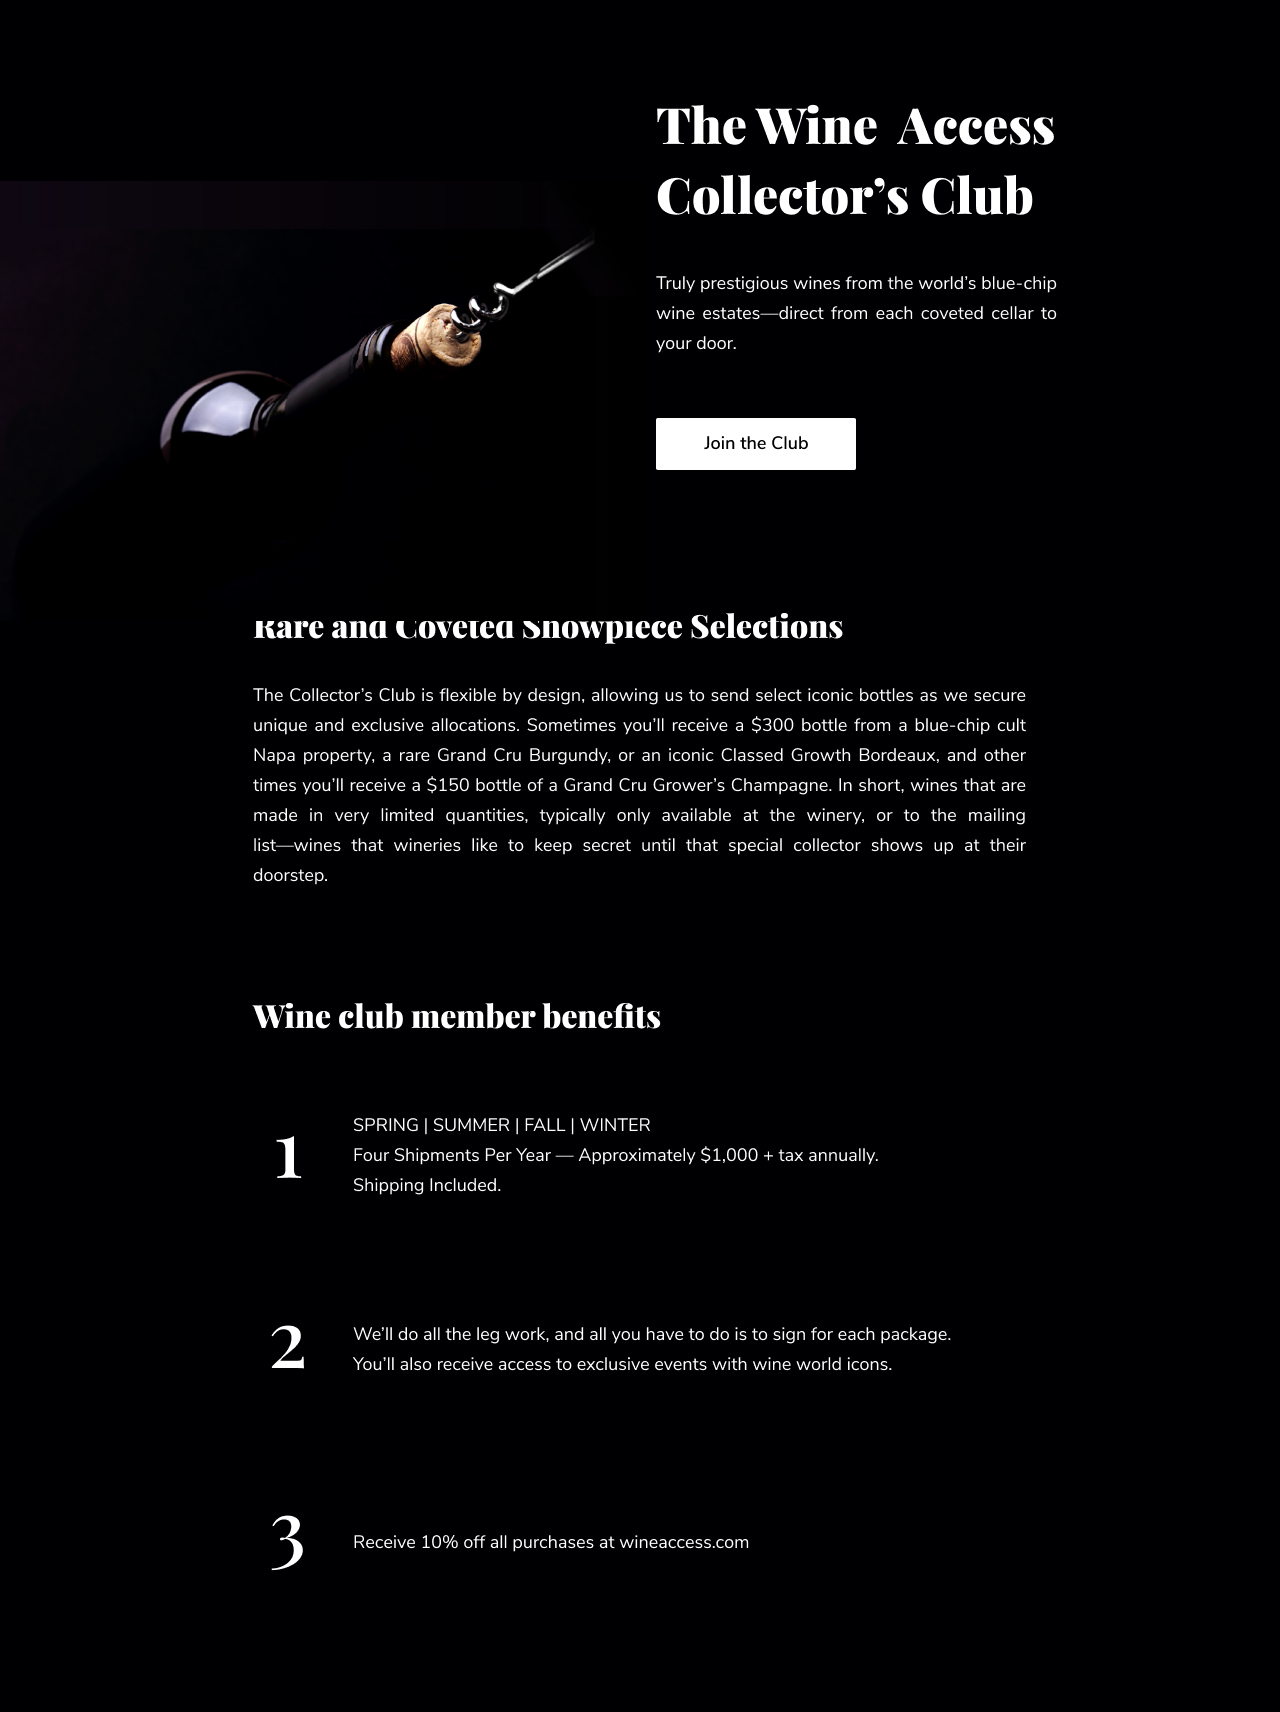 The Wine  Access
Collector’s Club
Truly prestigious wines from the world’s blue-chip
wine estates—direct from each coveted cellar to
your door.
Join the Club
Rare and Coveted Showpiece Selections
The Collector’s Club is flexible by design, allowing us to send select iconic bottles as we secure
unique and exclusive allocations. Sometimes you’ll receive a $300 bottle from a blue-chip cult
Napa property, a rare Grand Cru Burgundy, or an iconic Classed Growth Bordeaux, and other
times you’ll receive a $150 bottle of a Grand Cru Grower’s Champagne. In short, wines that are
made in very limited quantities, typically only available at the winery, or to the mailing
list—wines that wineries like to keep secret until that special collector shows up at their
doorstep.
Wine club member benefits
1
SPRING | SUMMER | FALL | WINTER
Four Shipments Per Year — Approximately $1,000 + tax annually.
Shipping Included.
2
We’ll do all the leg work, and all you have to do is to sign for each package.
You’ll also receive access to exclusive events with wine world icons.
3
Receive 10% off all purchases at wineaccess.com